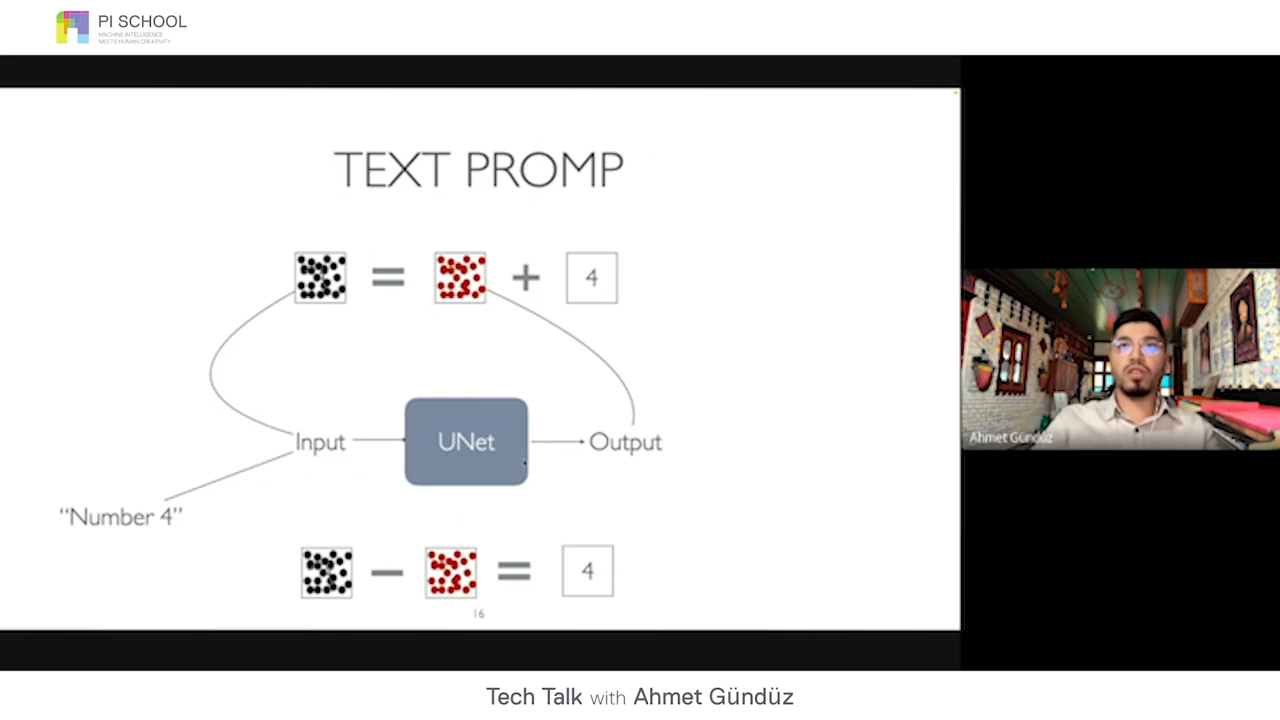 PI SCHOOL
MACHINE INTELLIGENCE
MEETS HUMAN CREATIVITY
TEXT PROMP
= + 4
Input UNet Output
“Number 4”
− = 4
16
Ahmet Gündüz
Tech Talk with Ahmet Gündüz